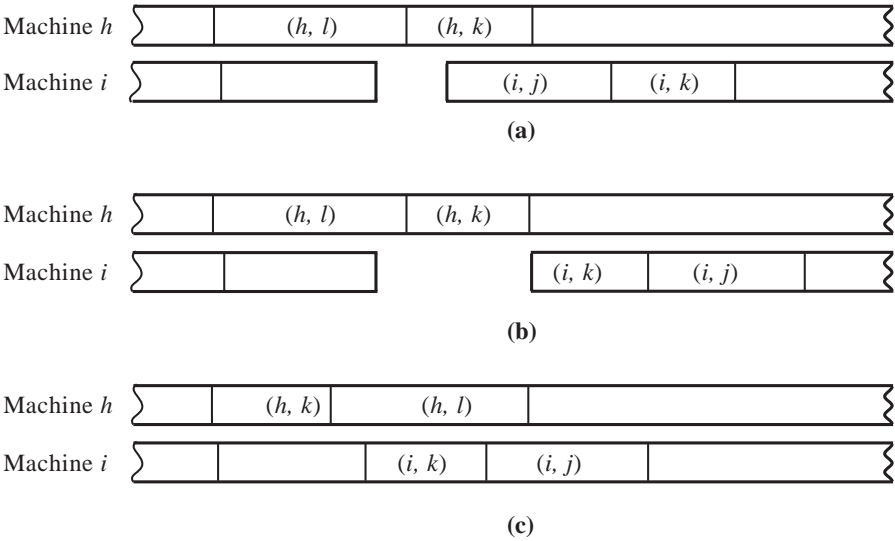 Machine h (h, l) (h, k)
Machine i (i, j) (i, k)
(a)
Machine h (h, l) (h, k)
Machine i (i, k) (i, j)
(b)
Machine h (h, k) (h, l)
Machine i (i, k) (i, j)
(c)